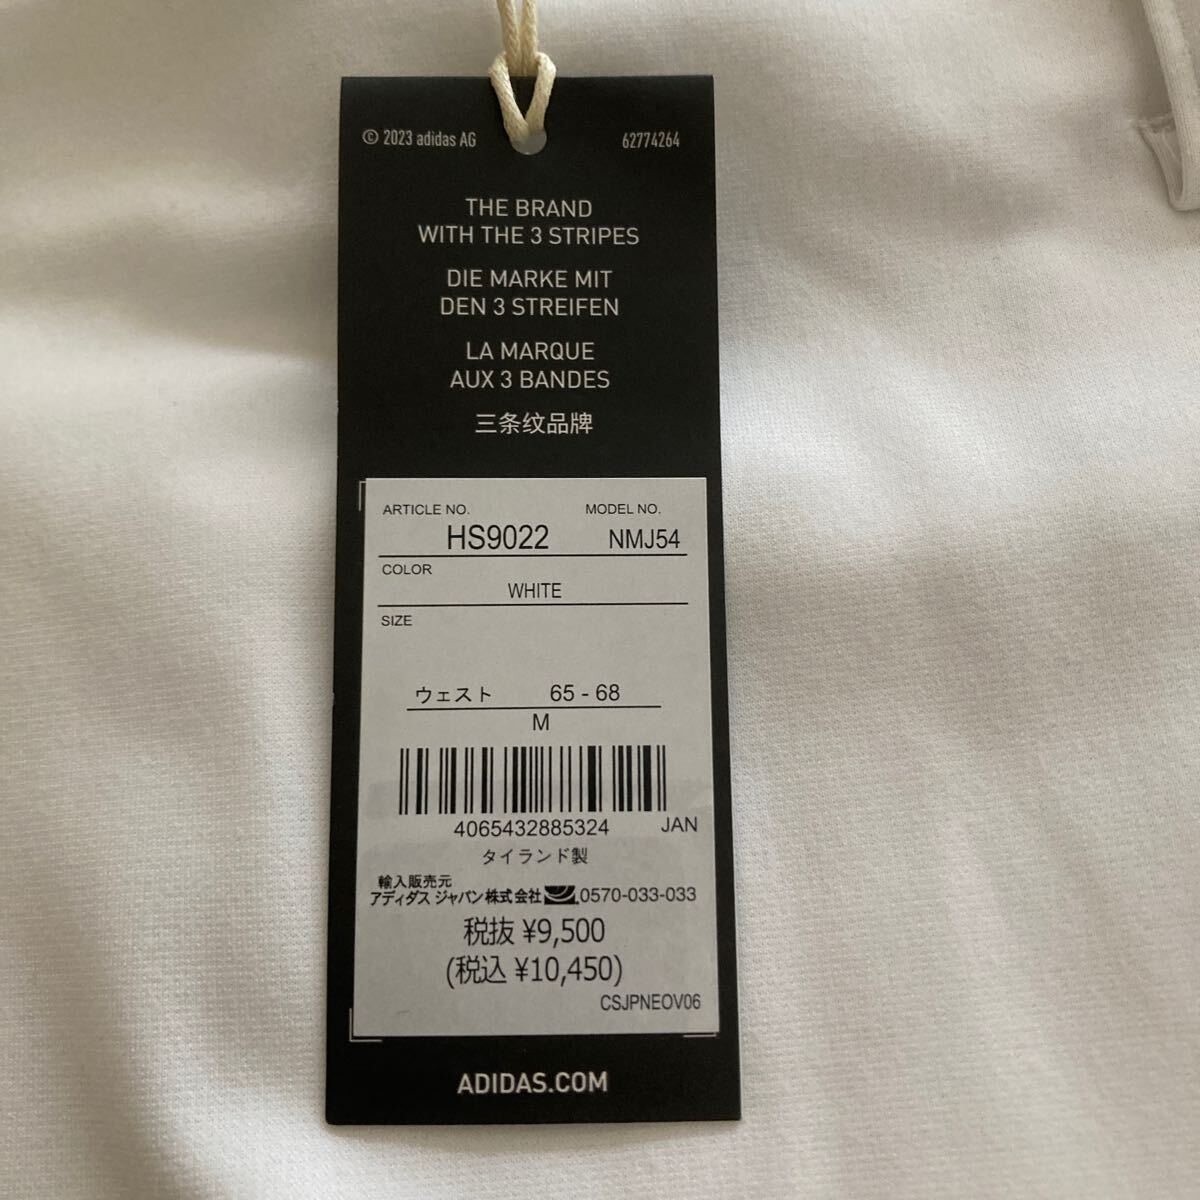 © 2023 adidas AG 62774264
THE BRAND
WITH THE 3 STRIPES
DIE MARKE MIT
DEN 3 STREIFEN
LA MARQUE
AUX 3 BANDES
三条纹品牌
ARTICLE NO. MODEL NO.
HS9022 NMJ54
COLOR
WHITE
SIZE
ウェスト 65 - 68
M
4065432885324 JAN
タイランド製
輸入販売元
アディダス ジャパン株式会社 0570-033-033
税抜 ¥9,500
(税込 ¥10,450)
CSJPNEOV06
ADIDAS.COM